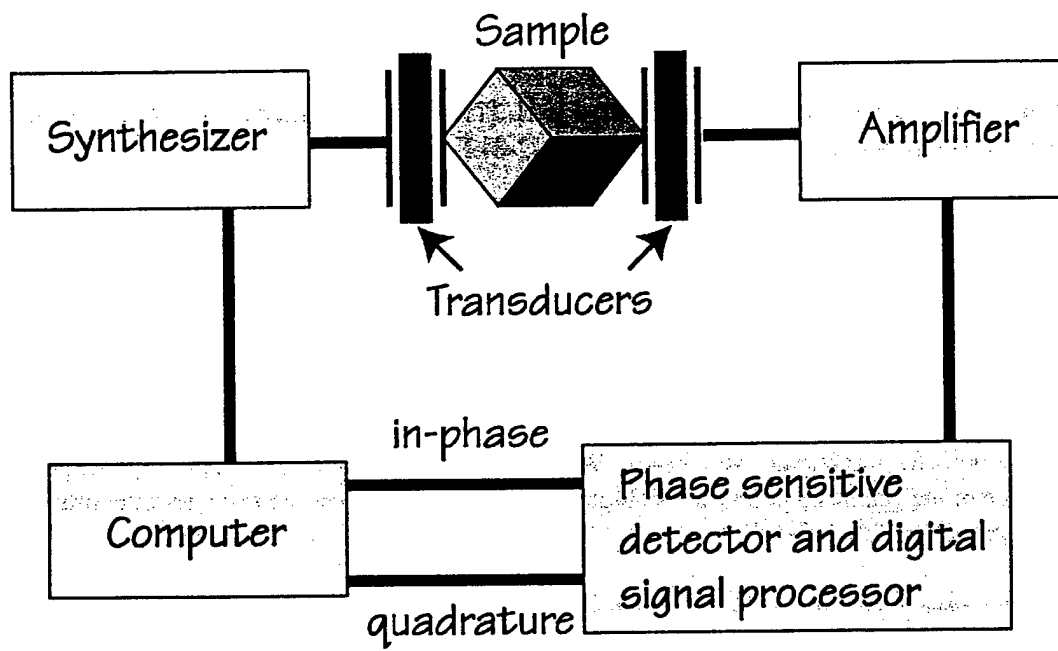 Sample
Synthesizer
Amplifier
Transducers
in-phase
Computer
Phase sensitive
detector and digital
signal processor
quadrature